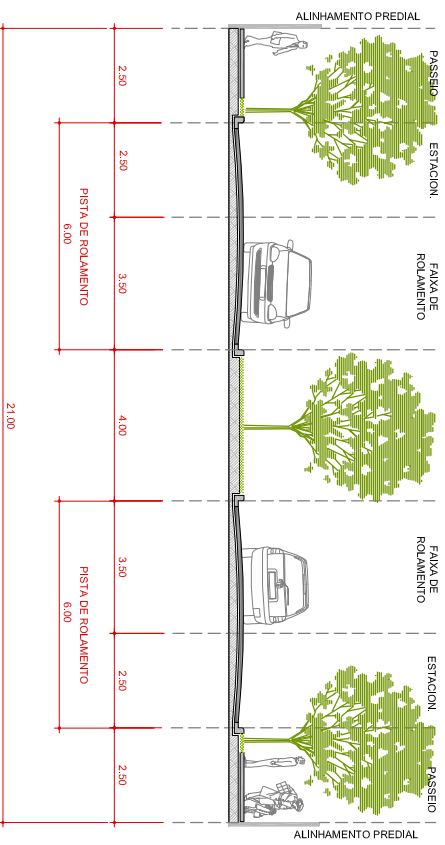 ALINHAMENTO PREDIAL
PASSEIO
ESTACION.
FAIXA DE
ROLAMENTO
FAIXA DE
ROLAMENTO
ESTACION.
PASSEIO
ALINHAMENTO PREDIAL
2.50
2.50
3.50
4.00
3.50
2.50
2.50
PISTA DE ROLAMENTO
6.00
PISTA DE ROLAMENTO
6.00
21.00